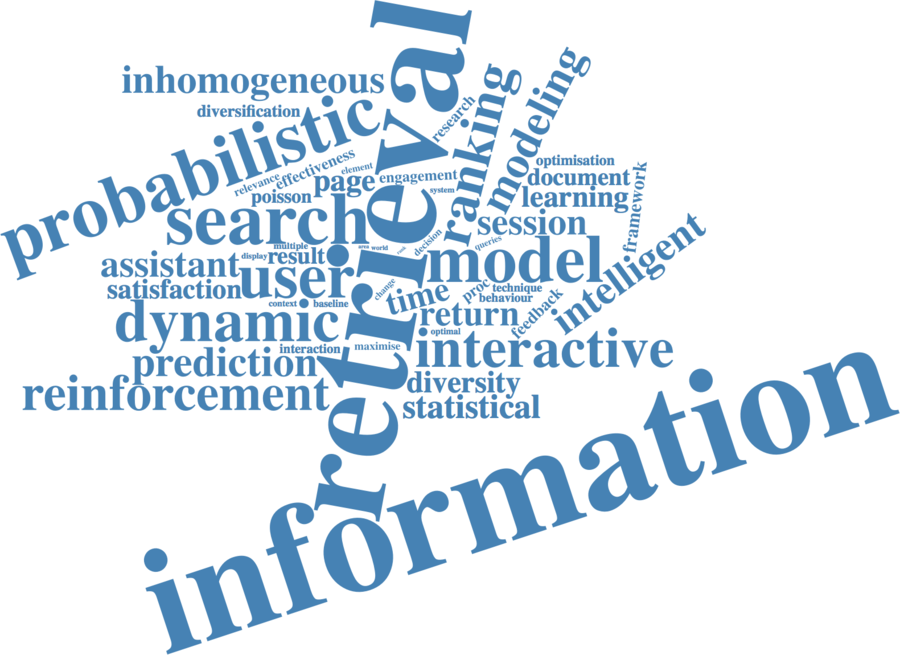 retrieval
inhomogeneous
diversification
probabilistic
research
ranking
modeling
relevance
effectiveness
element
poisson
page
engagement
system
optimisation
document
learning
framework
search
session
decision
queries
multiple
area
world
assistant
display
result
user
model
intelligent
satisfaction
change
time
proc
technique
behaviour
context
baseline
dynamic
return
feedback
optimal
interaction
maximise
interactive
prediction
reinforcement
diversity
statistical
information